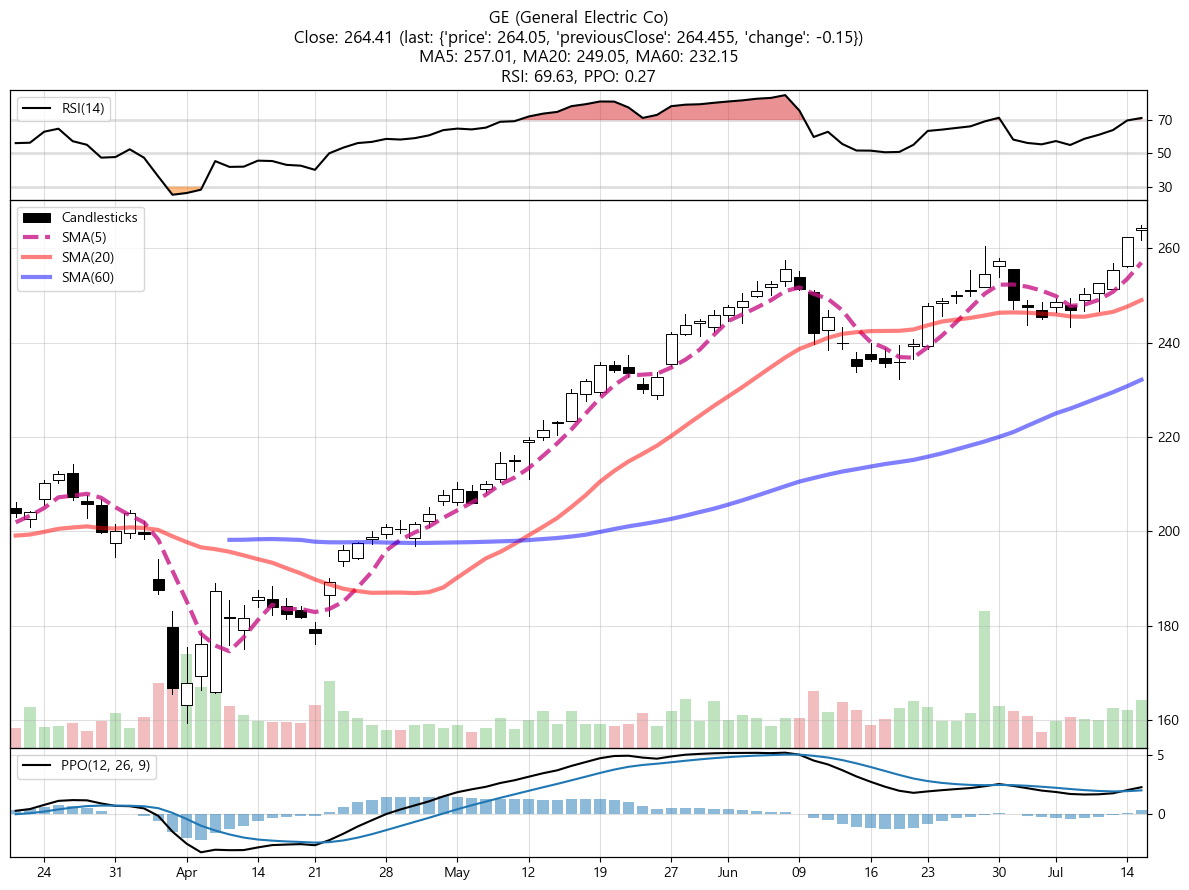 GE (General Electric Co)
Close: 264.41 (last: {'price': 264.05, 'previousClose': 264.455, 'change': -0.15})
MA5: 257.01, MA20: 249.05, MA60: 232.15
RSI: 69.63, PPO: 0.27
RSI(14)
70
50
30
Candlesticks
SMA(5)
SMA(20)
SMA(60)
260
240
220
200
180
160
PPO(12, 26, 9)
5
0
24 31 Apr 14 21 28 May 12 19 27 Jun 09 16 23 30 Jul 14